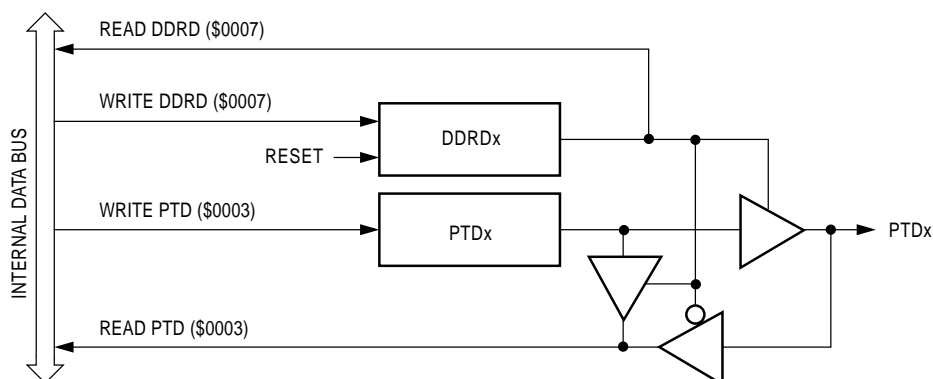 READ DDRD ($0007)
WRITE DDRD ($0007)
DDRDx
RESET
WRITE PTD ($0003)
PTDx
PTDx
READ PTD ($0003)
INTERNAL DATA BUS